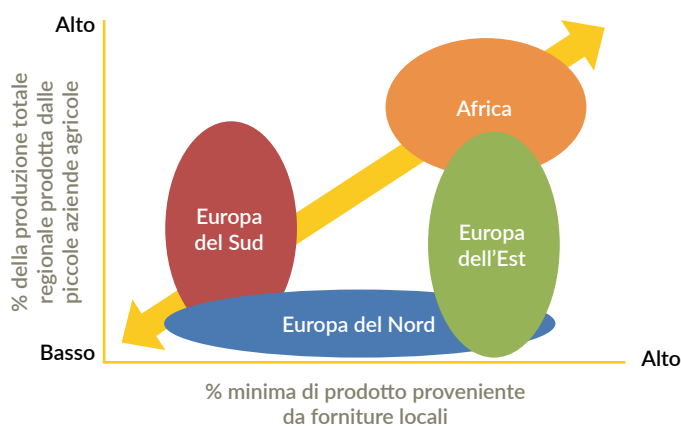 Alto
% della produzione totale
regionale prodotta dalle
piccole aziende agricole
Africa
Europa
del Sud
Europa
dell'Est
Europa del Nord
Basso
Alto
% minima di prodotto proveniente
da forniture locali